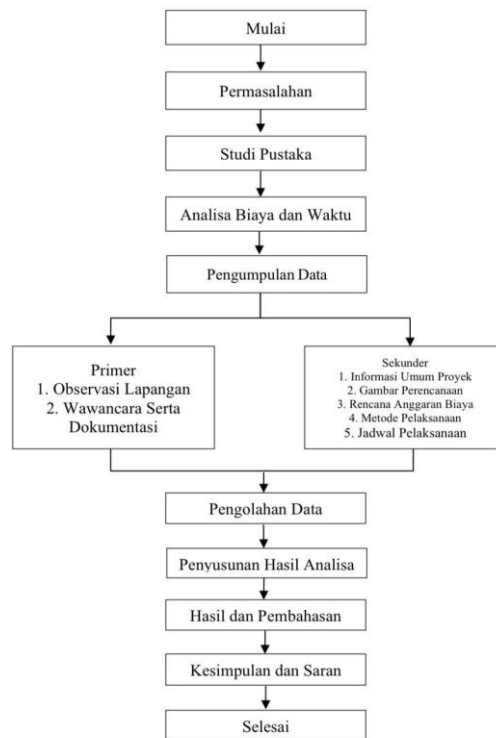 Mulai
Permasalahan
Studi Pustaka
Analisa Biaya dan Waktu
Pengumpulan Data
Primer
1. Observasi Lapangan
2. Wawancara Serta
Dokumentasi
Sekunder
1. Informasi Umum Proyek
2. Gambar Perencanaan
3. Rencana Anggaran Biaya
4. Metode Pelaksanaan
5. Jadwal Pelaksanaan
Pengolahan Data
Penyusunan Hasil Analisa
Hasil dan Pembahasan
Kesimpulan dan Saran
Selesai